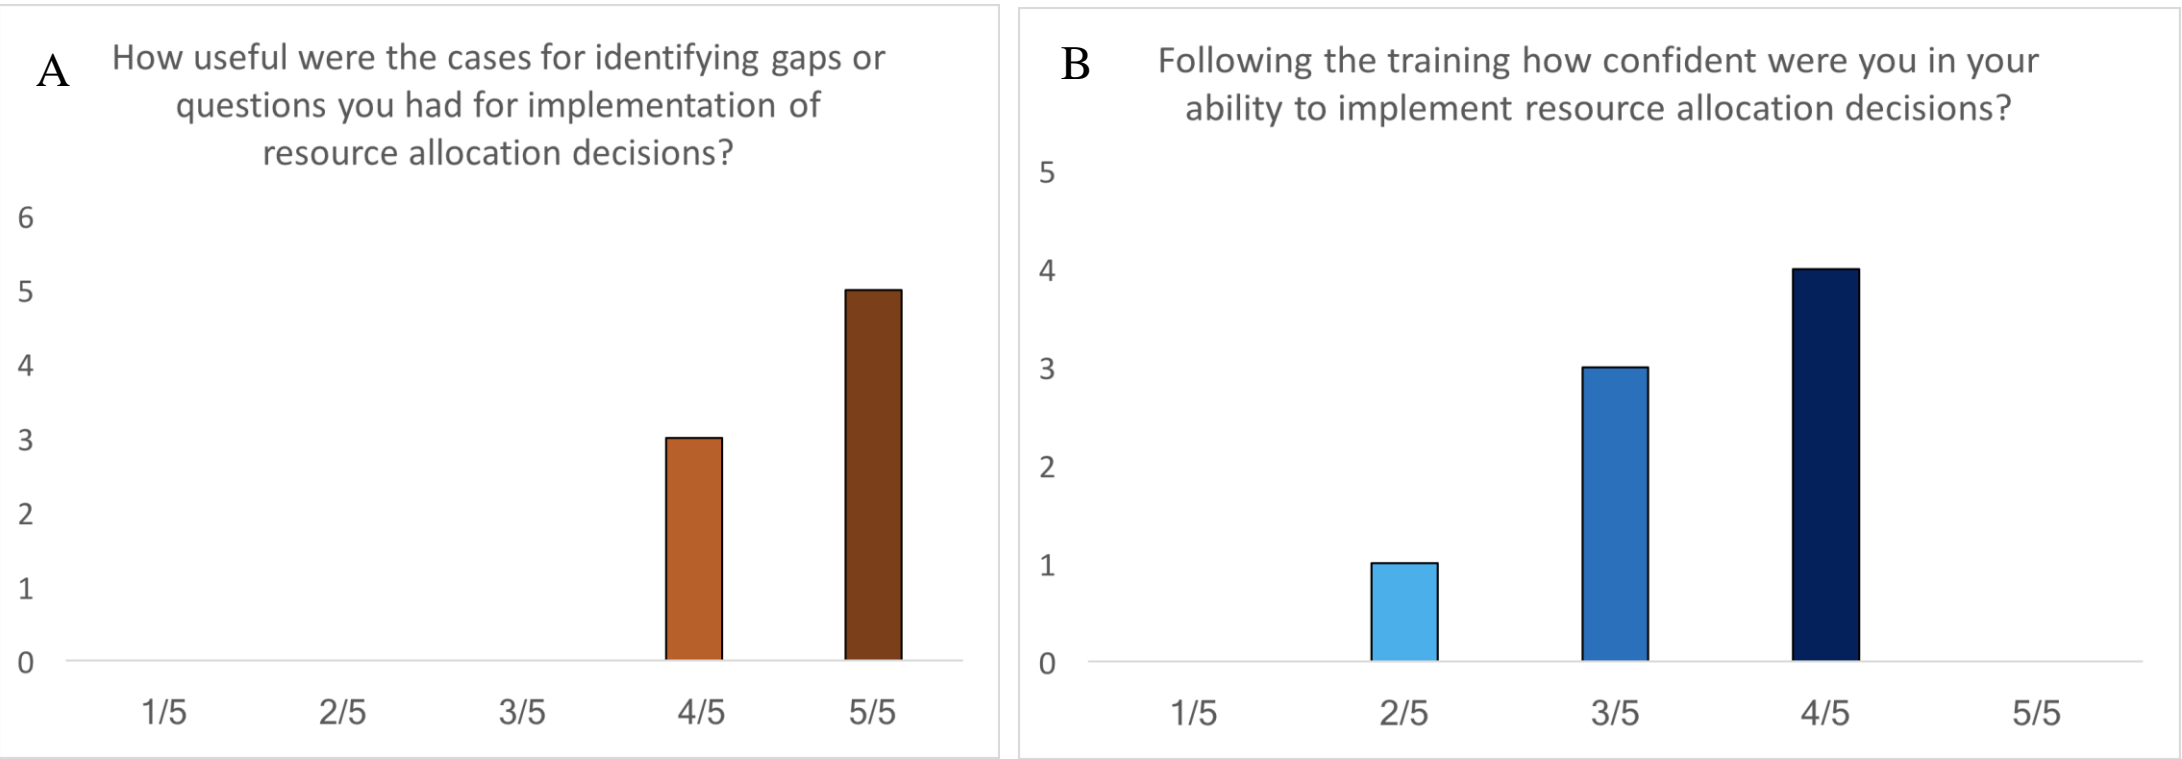 A
How useful were the cases for identifying gaps or
questions you had for implementation of
resource allocation decisions?
6
5
4
3
2
1
0
1/5 2/5 3/5 4/5 5/5
B
Following the training how confident were you in your
ability to implement resource allocation decisions?
5
4
3
2
1
0
1/5 2/5 3/5 4/5 5/5